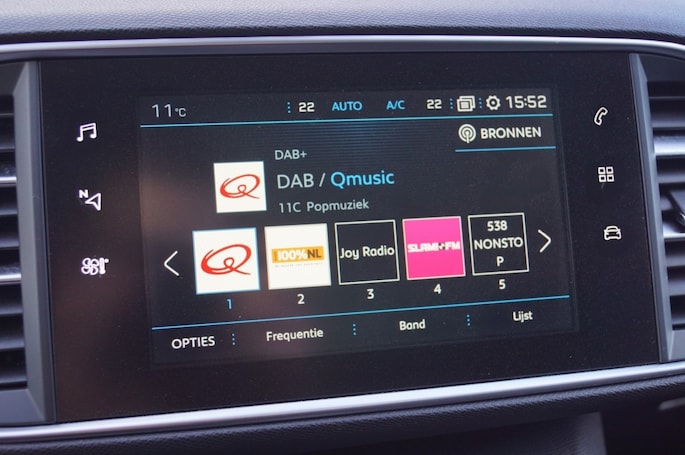 11°C 22 AUTO A/C 22 15:52
BRONNEN
DAB+
DAB / Qmusic
11C Popmuziek
N
100%NL
Joy Radio
SLAM!FM
538
NONSTO
P
1 2 3 4 5
OPTIES Frequentie Band Lijst